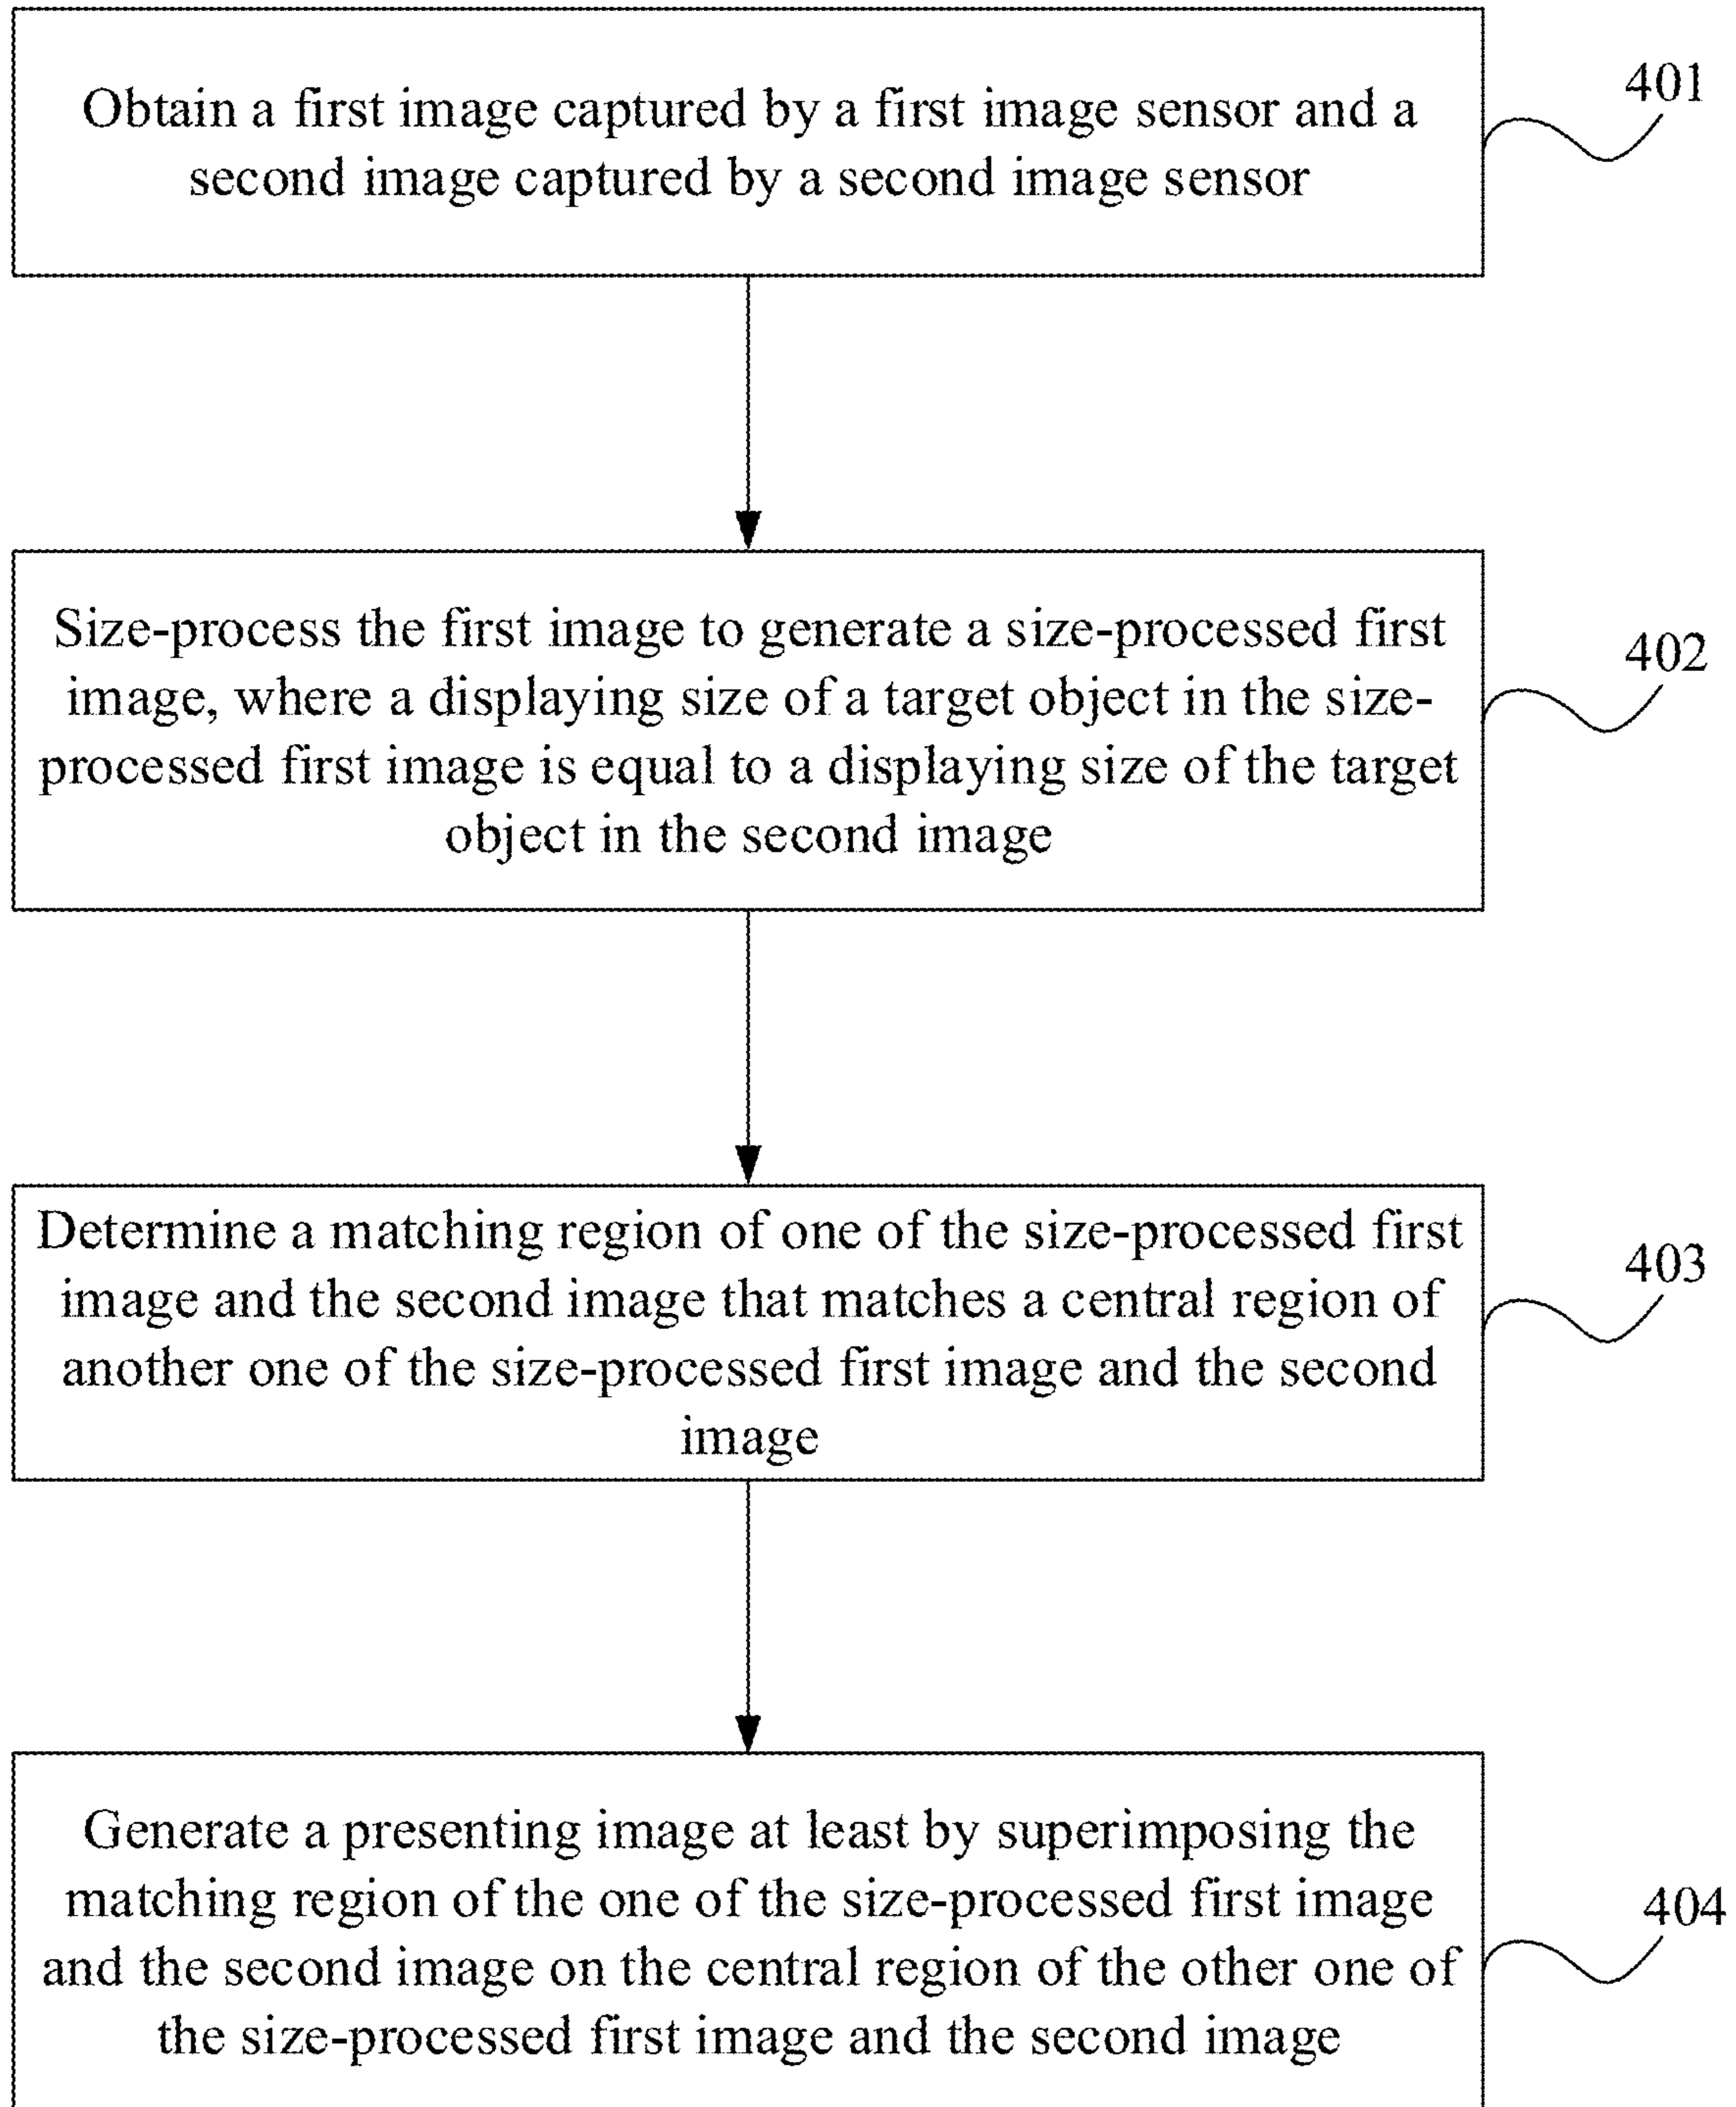 Obtain a first image captured by a first image sensor and a
second image captured by a second image sensor
401
Size-process the first image to generate a size-processed first
image, where a displaying size of a target object in the size-
processed first image is equal to a displaying size of the target
object in the second image
402
Determine a matching region of one of the size-processed first
image and the second image that matches a central region of
another one of the size-processed first image and the second
image
403
Generate a presenting image at least by superimposing the
matching region of the one of the size-processed first image
and the second image on the central region of the other one of
the size-processed first image and the second image
404